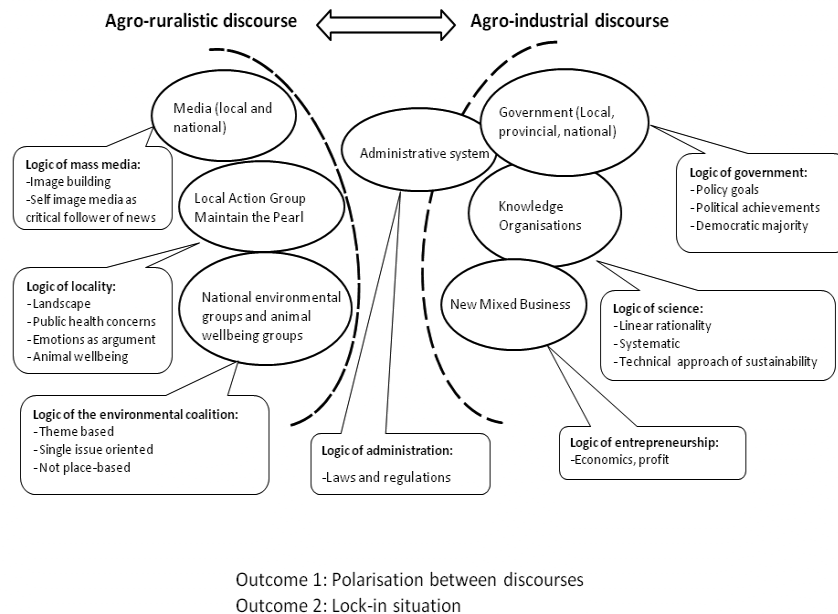 Agro-ruralistic discourse
Agro-industrial discourse
Media (local and
national)
Local Action Group
Maintain the Pearl
National environmental
groups and animal
wellbeing groups
Administrative system
Government (Local,
provincial, national)
Knowledge
Organisations
New Mixed Business
Logic of mass media:
-Image building
-Self image media as
critical follower of news
Logic of locality:
-Landscape
-Public health concerns
-Emotions as argument
-Animal wellbeing
Logic of the environmental coalition:
-Theme based
-Single issue oriented
-Not place-based
Logic of administration:
-Laws and regulations
Logic of government:
-Policy goals
-Political achievements
-Democratic majority
Logic of science:
-Linear rationality
-Systematic
-Technical approach of sustainability
Logic of entrepreneurship:
-Economics, profit
Outcome 1: Polarisation between discourses
Outcome 2: Lock-in situation